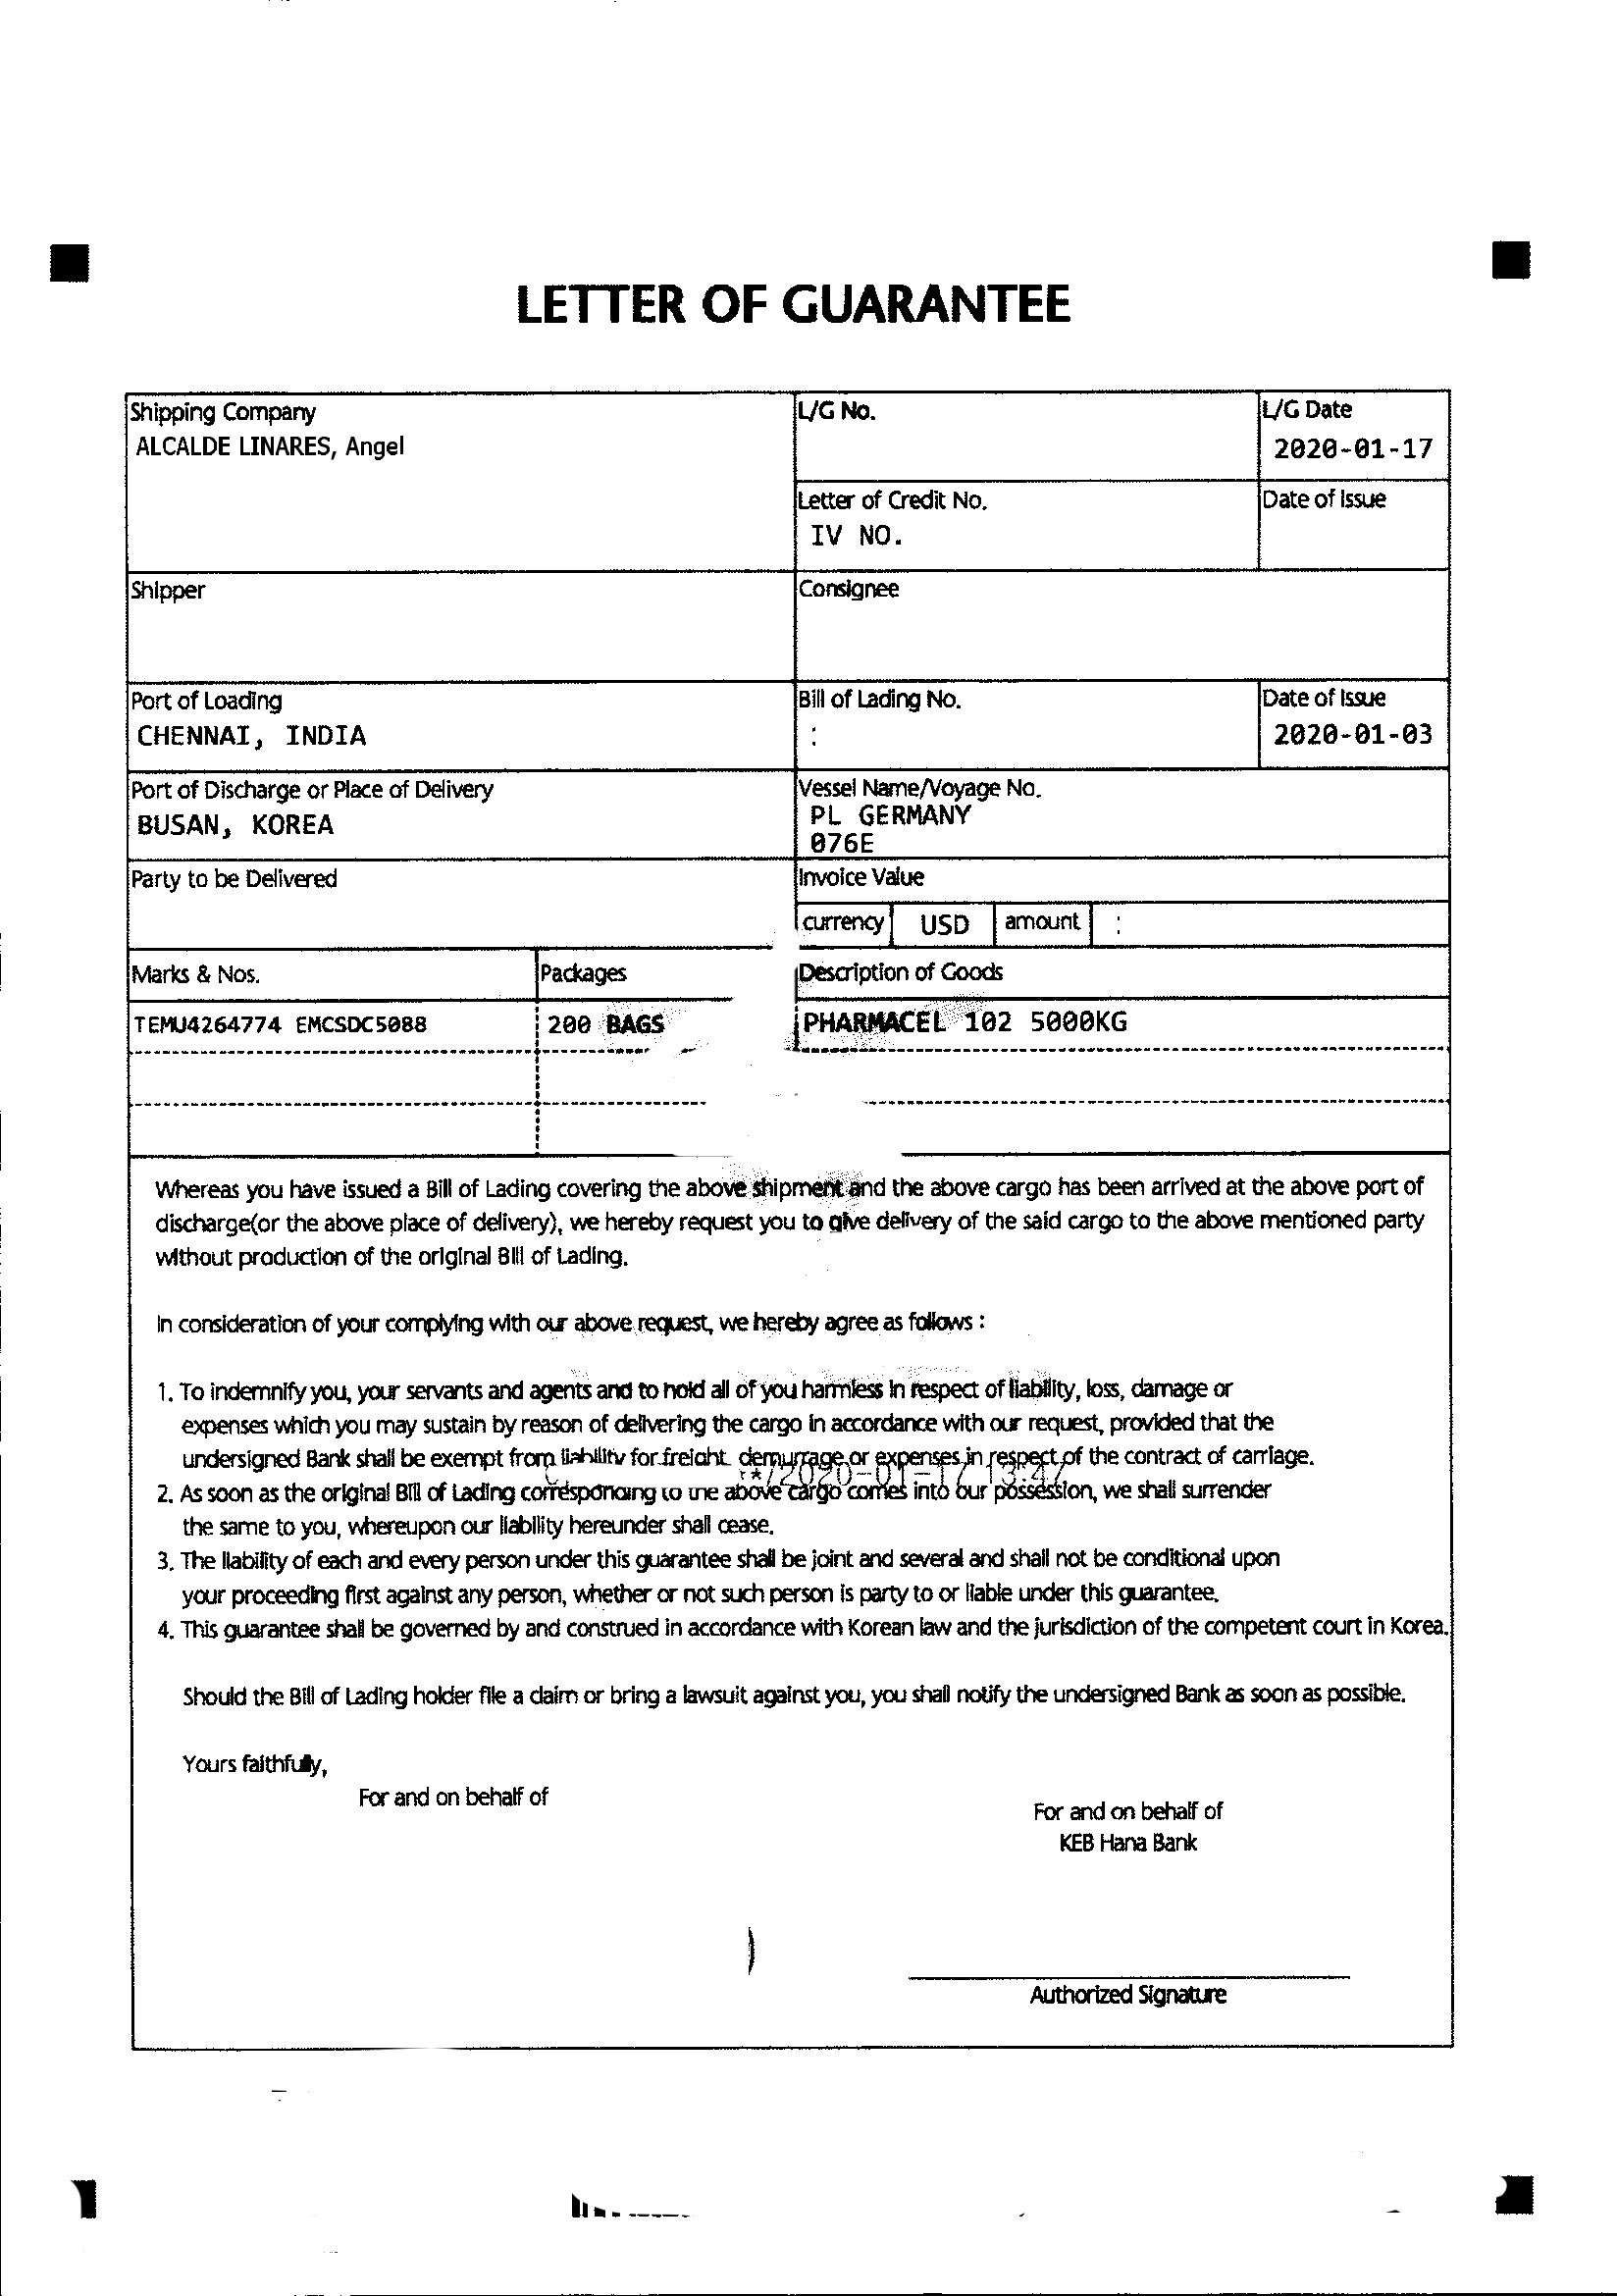 LETTER OF GUARANTEE
Shipping Company
ALCALDE LINARES, Angel
L/G No.
L/G Date
2020-01-17
Letter of Credit No.
IV NO.
Date of Issue
Shipper
Consignee
Port of Loading
CHENNAI, INDIA
Bill of Lading No.
:
Date of Issue
2020-01-03
Port of Discharge or Place of Delivery
BUSAN, KOREA
Vessel Name/Voyage No.
PL GERMANY
076E
Party to be Delivered
Invoice Value
currency USD amount :
Marks & Nos. Packages Description of Goods
TEMU4264774 EMCSDC5088 200 BAGS PHARMACEL 102 5000KG
Whereas you have issued a Bill of Lading covering the above shipment and the above cargo has been arrived at the above port of
discharge(or the above place of delivery), we hereby request you to give delivery of the said cargo to the above mentioned party
without production of the original Bill of Lading.
In consideration of your complying with our above request, we hereby agree as follows :
1. To indemnify you, your servants and agents and to hold all of you harmless in respect of liability, loss, damage or
expenses which you may sustain by reason of delivering the cargo in accordance with our request, provided that the
undersigned Bank shall be exempt from liability for freight demurrage or expenses in respect of the contract of carriage.
2020-01-17 13:47
2. As soon as the original Bill of Lading corresponding to the above cargo comes into our possession, we shall surrender
the same to you, whereupon our liability hereunder shall cease.
3. The liability of each and every person under this guarantee shall be joint and several and shall not be conditional upon
your proceeding first against any person, whether or not such person is party to or liable under this guarantee.
4. This guarantee shall be governed by and construed in accordance with Korean law and the jurisdiction of the competent court in Korea.
Should the Bill of Lading holder file a claim or bring a lawsuit against you, you shall notify the undersigned Bank as soon as possible.
Yours faithfully,
For and on behalf of
For and on behalf of
KEB Hana Bank
)
Authorized Signature